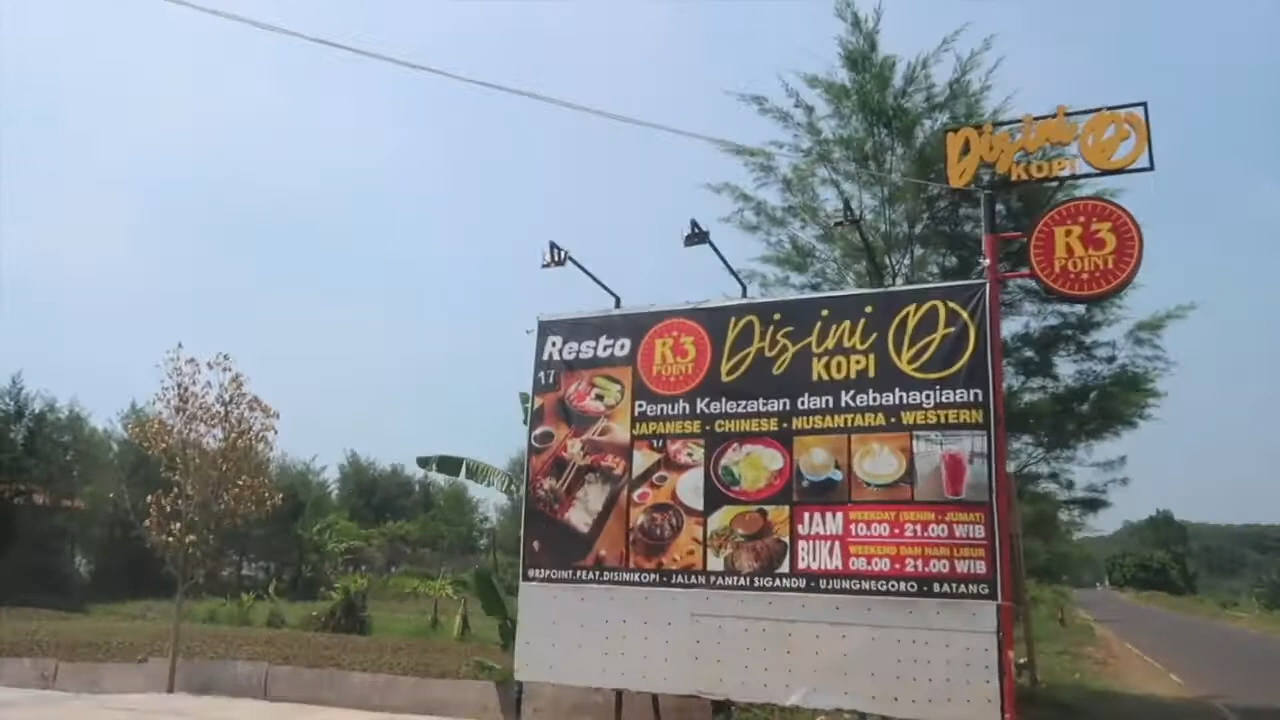 Disini
KOPI
R3
POINT
Resto
R3
POINT
Disini
KOPI
17
Penuh Kelezatan dan Kebahagiaan
JAPANESE - CHINESE - NUSANTARA - WESTERN
17
JAM
BUKA
WEEKDAY (SENIN - JUMAT)
10.00 - 21.00 WIB
WEEKEND DAN HARI LIBUR
08.00 - 21.00 WIB
@R3POINT.FEAT.DISINIKOPI - JALAN PANTAI SIGANDU - UJUNGNEGORO - BATANG